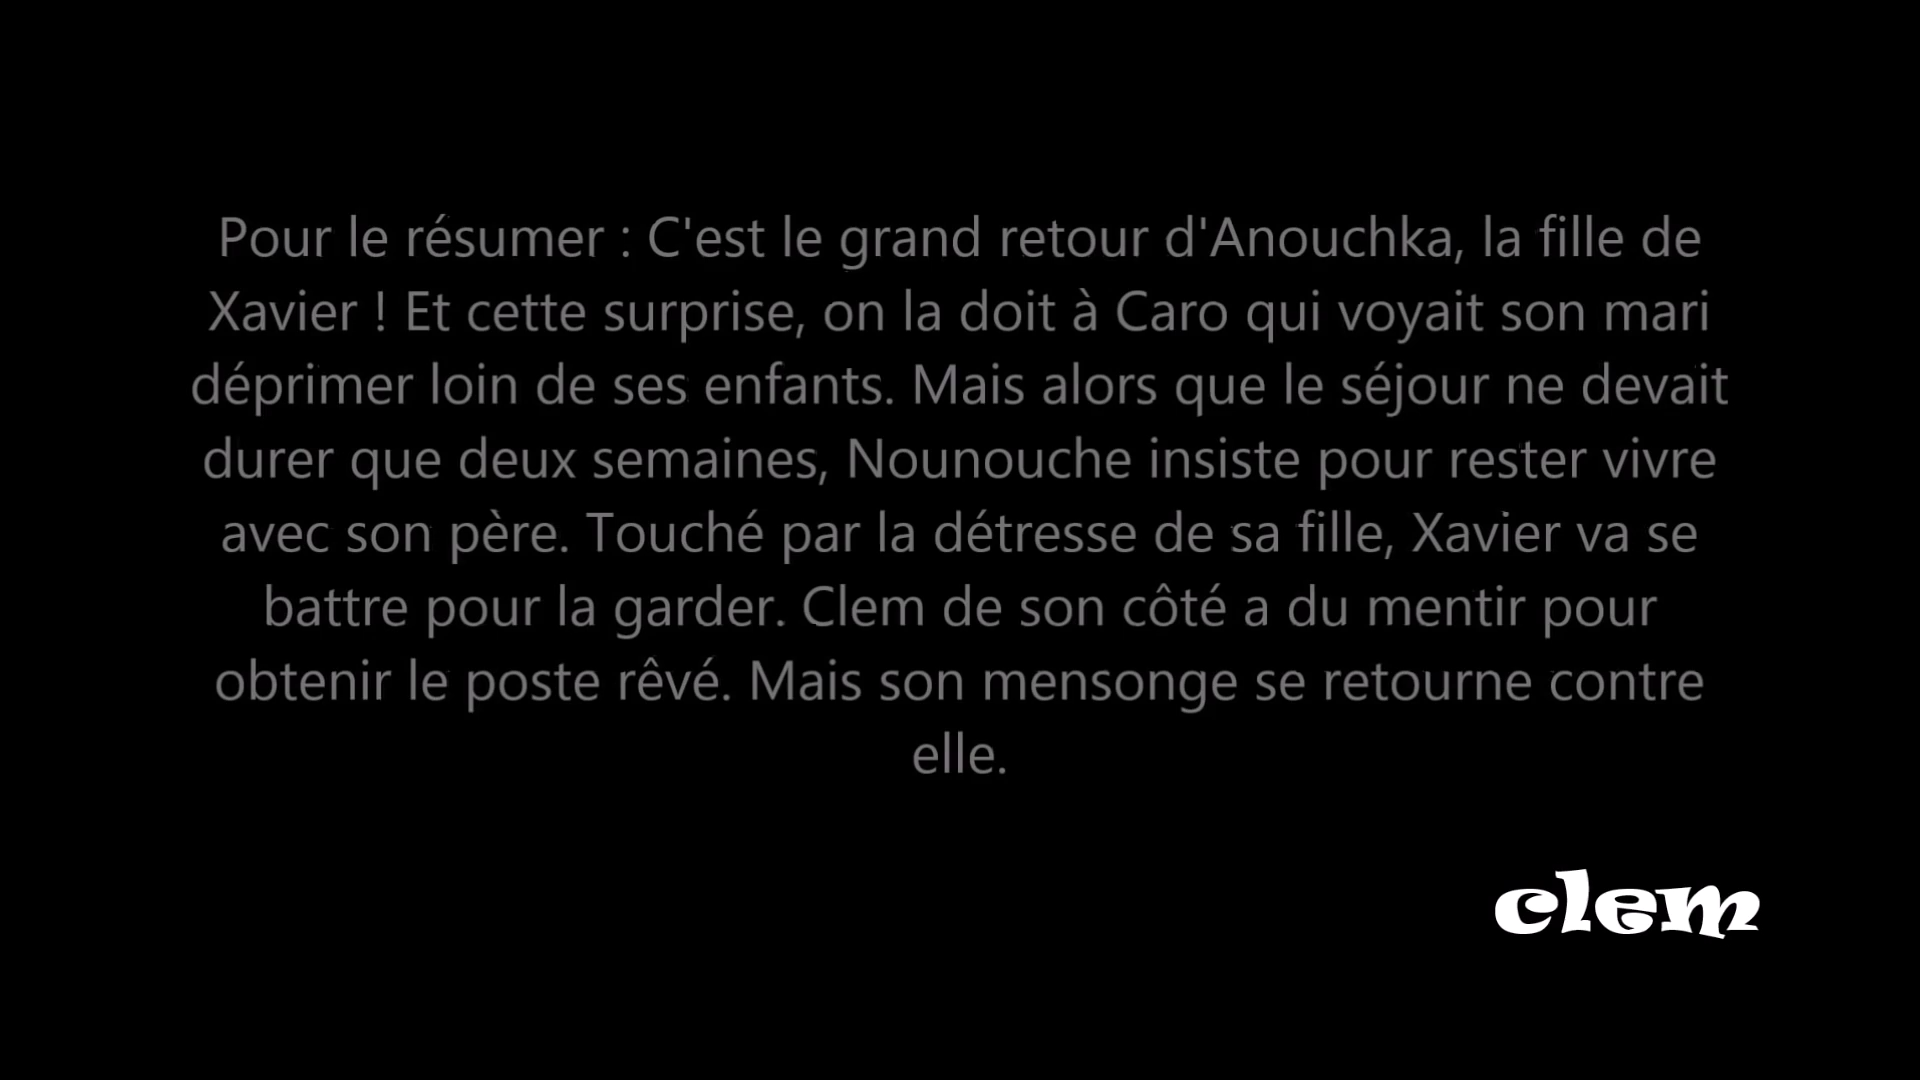 Pour le résumer : C'est le grand retour d'Anouchka, la fille de
Xavier ! Et cette surprise, on la doit à Caro qui voyait son mari
déprimer loin de ses enfants. Mais alors que le séjour ne devait
durer que deux semaines, Nounouche insiste pour rester vivre
avec son père. Touché par la détresse de sa fille, Xavier va se
battre pour la garder. Clem de son côté a du mentir pour
obtenir le poste rêvé. Mais son mensonge se retourne contre
elle.
clem